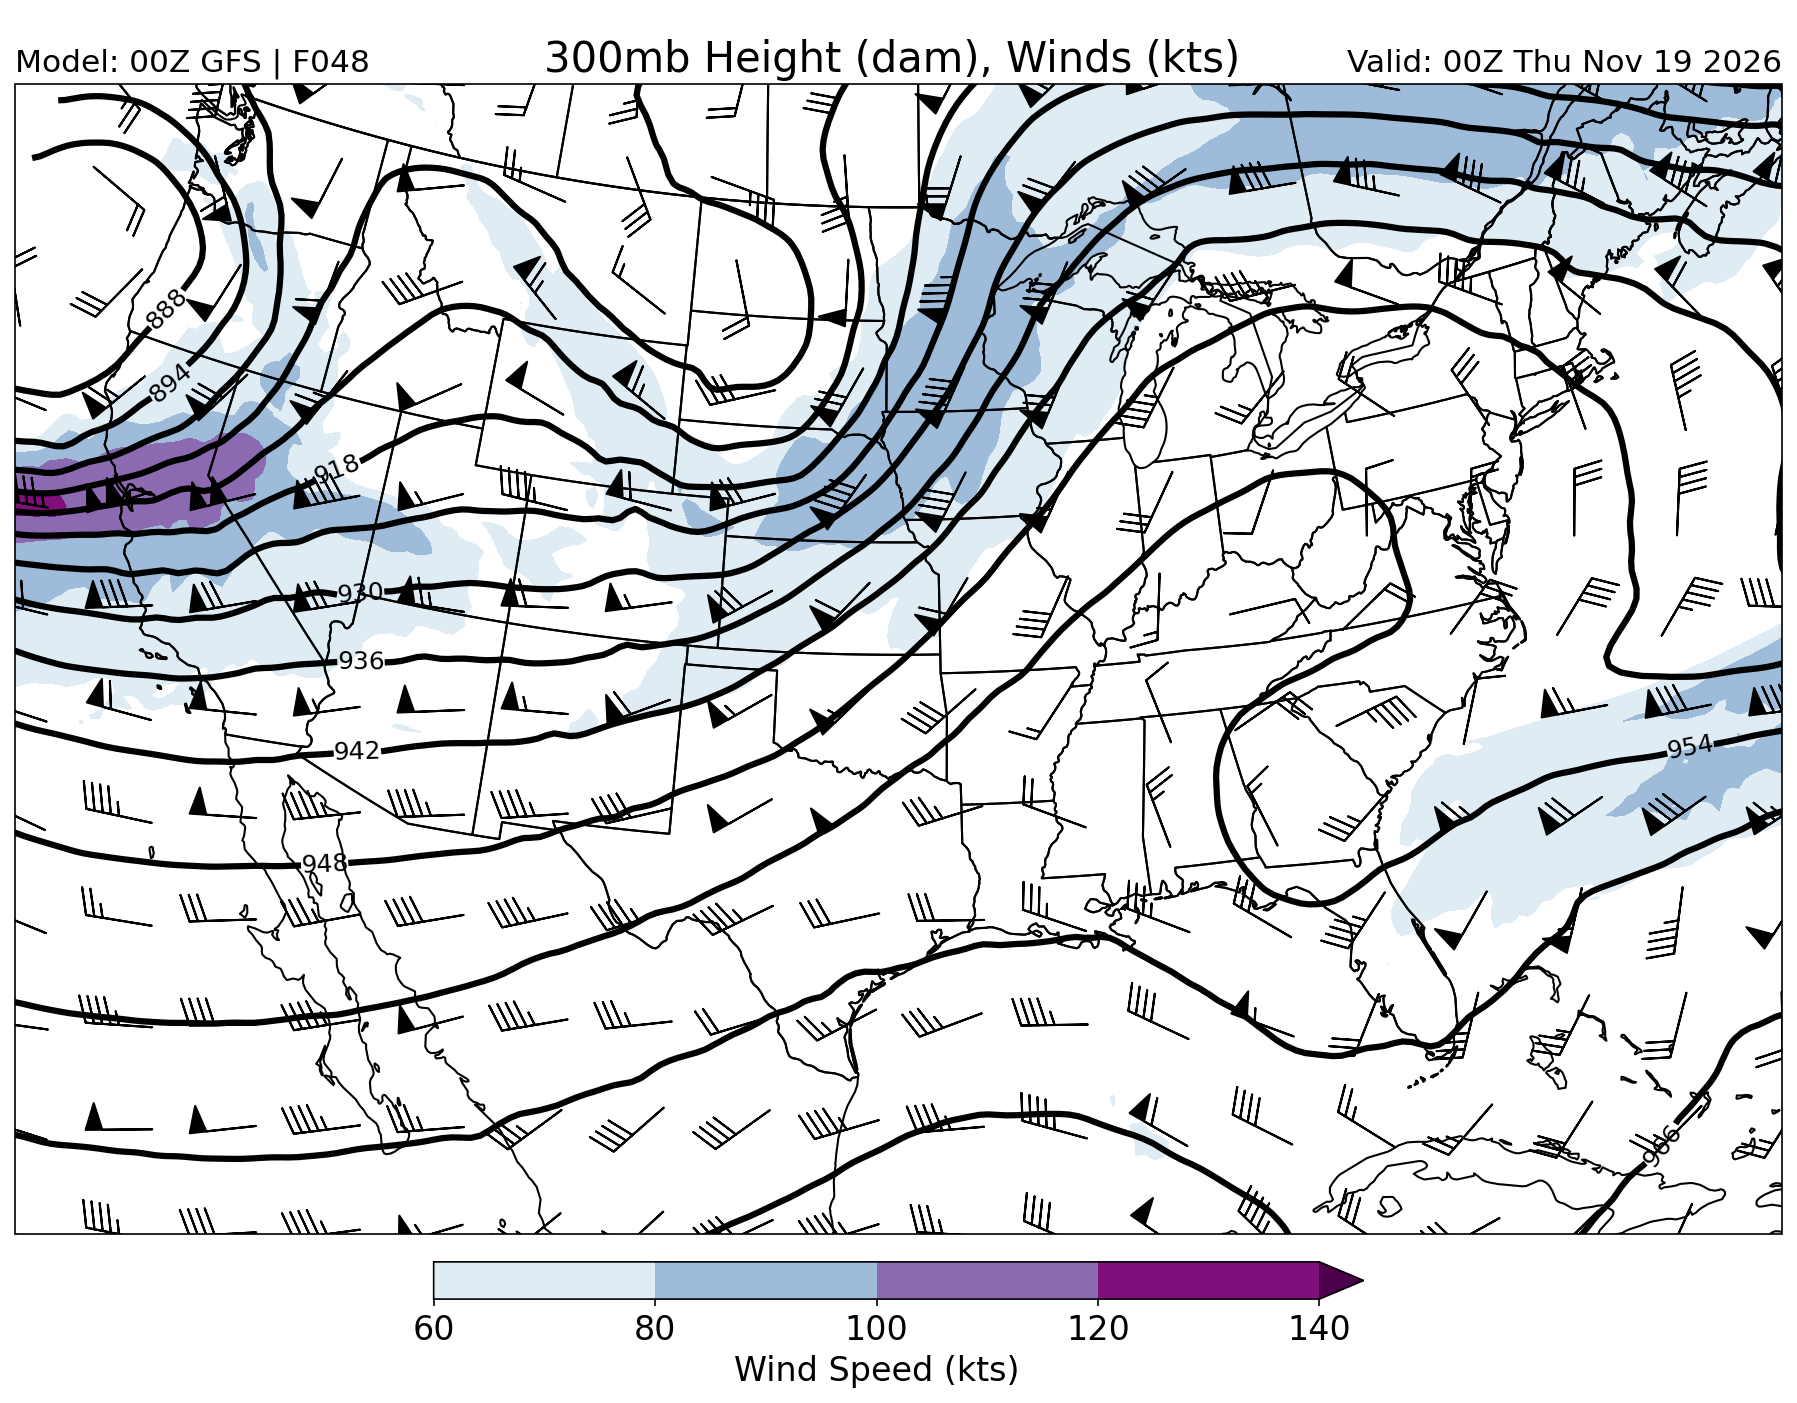 Model: 00Z GFS | F048
300mb Height (dam), Winds (kts)
Valid: 00Z Thu Nov 19 2026
888
894
918
930
936
942
948
954
966
60 80 100 120 140
Wind Speed (kts)